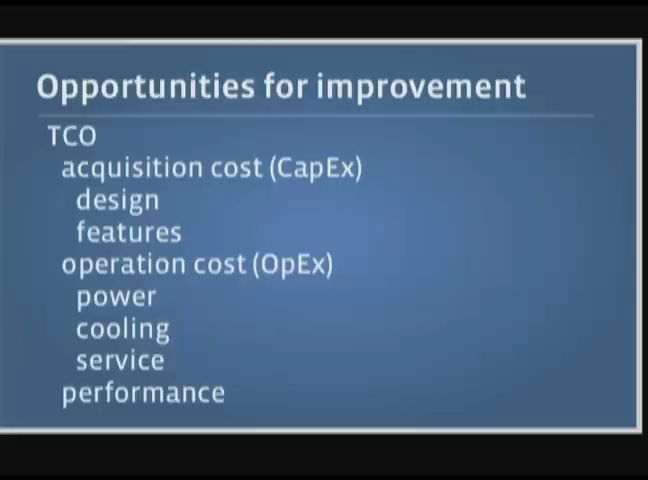 Opportunities for improvement
TCO
acquisition cost (CapEx)
design
features
operation cost (OpEx)
power
cooling
service
performance